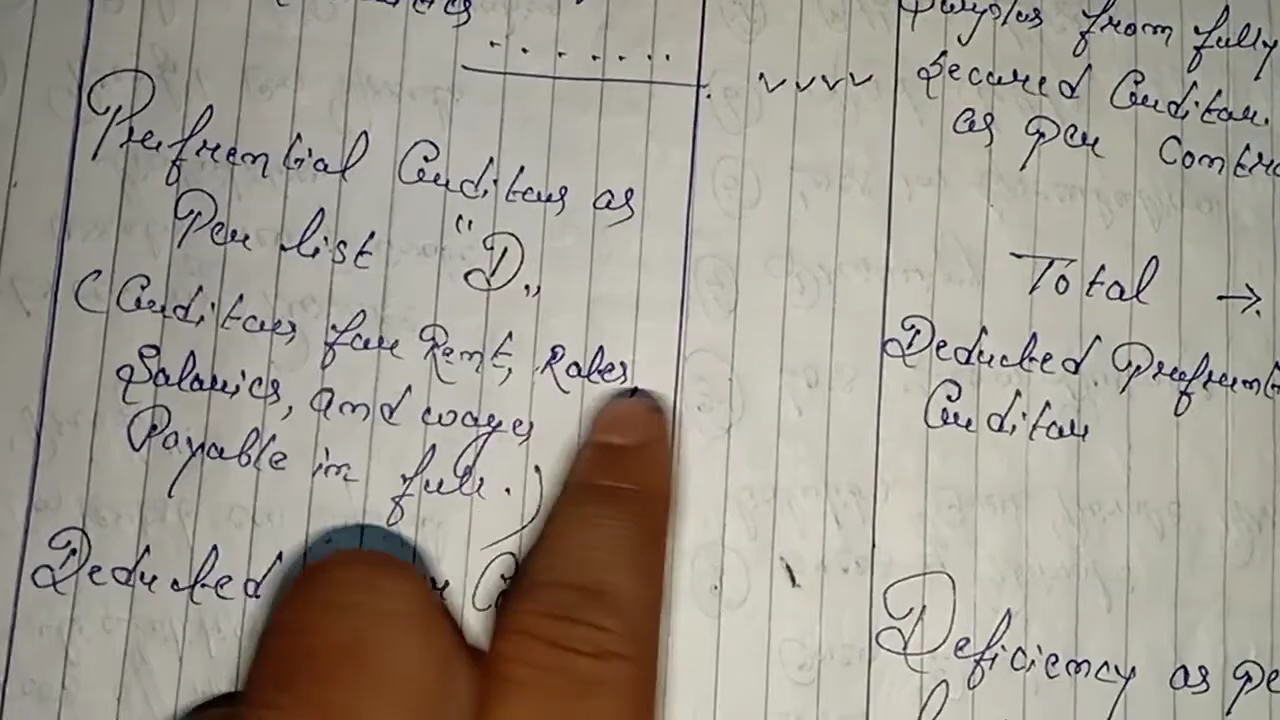 Preferential Creditors as
Per list "D"
(Creditors, for Rent, Rates,
Salaries, and wages
Payable in full.)
Deducted
from fully
Secured Creditors
as per Contra
Total →
Deducted Preferential
Creditors
Deficiency as per